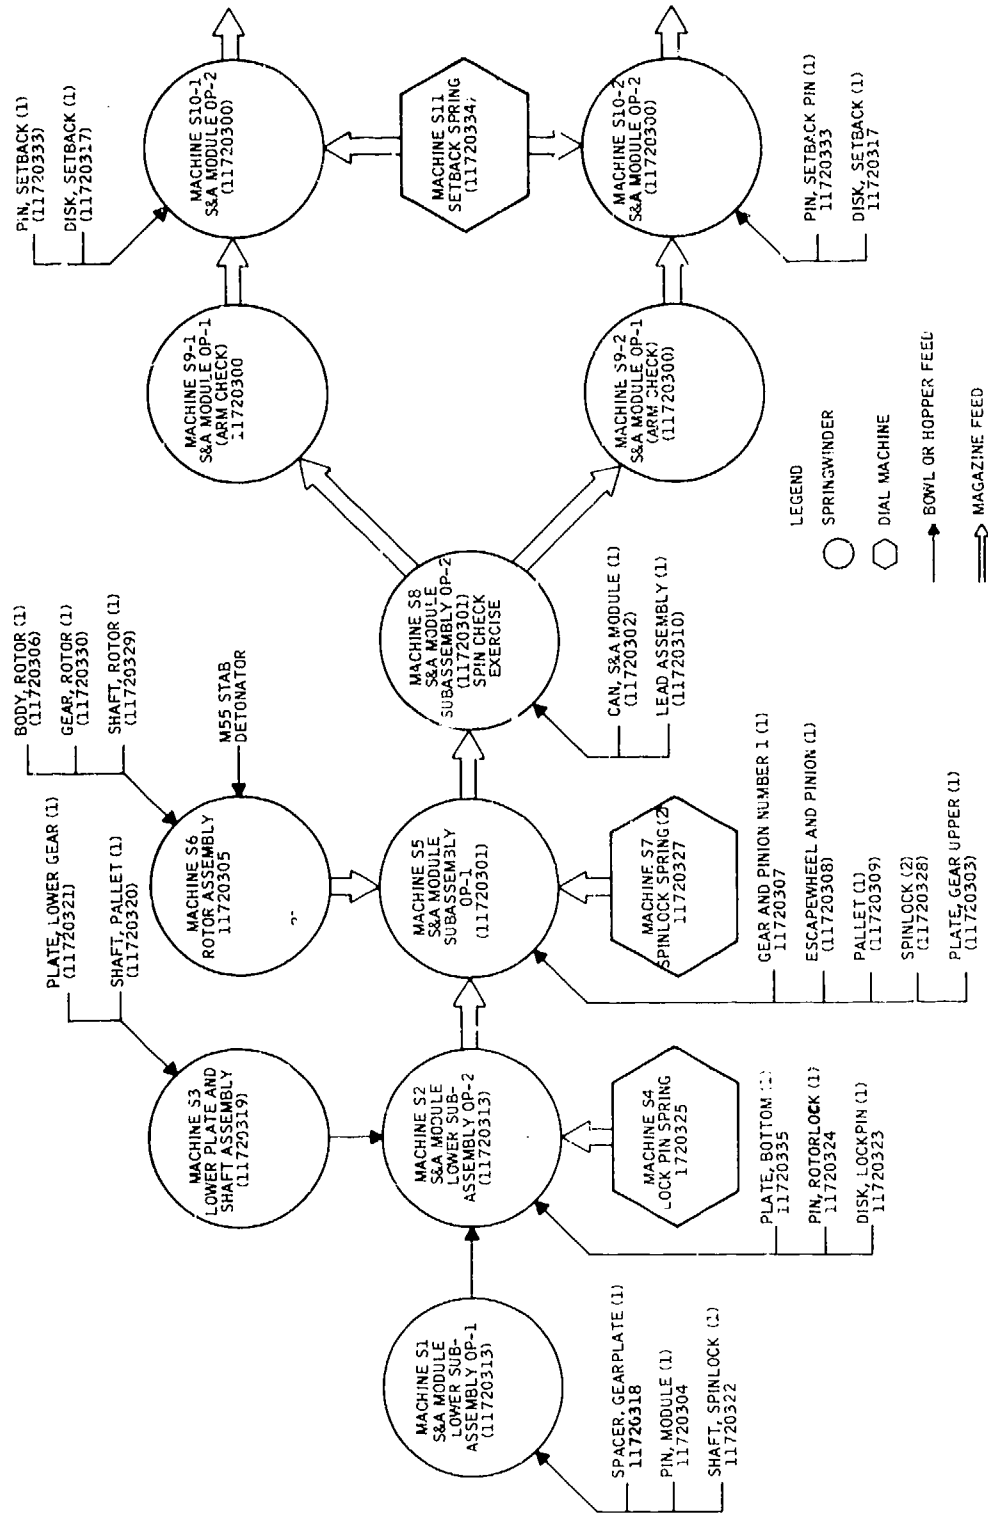 MACHINE S1
S&A MODULE
LOWER SUB-
ASSEMBLY OP-1
(11720313)
SPACER, GEARPLATE (1)
11720318
PIN, MODULE (1)
11720304
SHAFT, SPINLOCK (1)
11720322
MACHINE S3
LOWER PLATE AND
SHAFT ASSEMBLY
(11720319)
PLATE, LOWER GEAR (1)
(11720321)
SHAFT, PALLET (1)
(11720320)
MACHINE S2
S&A MODULE
LOWER SUB-
ASSEMBLY OP-2
(11720313)
MACHINE S4
LOCK PIN SPRING
1720325
PLATE, BOTTOM (1)
11720335
PIN, ROTORLOCK (1)
11720324
DISK, LOCKPIN (1)
11720323
BODY, ROTOR (1)
(11720306)
GEAR, ROTOR (1)
(11720330)
SHAFT, ROTOR (1)
(11720329)
M55 STAB
DETONATOR
MACHINE S6
ROTOR ASSEMBLY
11720305
MACHINE S5
S&A MODULE
SUBASSEMBLY
OP-1
(11720301)
MACHINE S7
SPINLOCK SPRING (2)
11720327
GEAR AND PINION NUMBER 1 (1)
11720307
ESCAPEWHEEL AND PINION (1)
(11720308)
PALLET (1)
(11720309)
SPINLOCK (2)
(11720328)
PLATE, GEAR UPPER (1)
(11720303)
MACHINE S8
S&A MODULE
SUBASSEMBLY OP-2
(11720301)
SPIN CHECK
EXERCISE
CAN, S&A MODULE (1)
(11720302)
LEAD ASSEMBLY (1)
(11720310)
MACHINE S9-1
S&A MODULE OP-1
(ARM CHECK)
11720300
MACHINE S9-2
S&A MODULE OP-1
(ARM CHECK)
(11720300)
PIN, SETBACK (1)
(11720333)
DISK, SETBACK (1)
(11720317)
MACHINE S10-1
S&A MODULE OP-2
(11720300)
MACHINE S11
SETBACK SPRING
(11720334)
MACHINE S10-2
S&A MODULE OP-2
(11720300)
PIN, SETBACK PIN (1)
11720333
DISK, SETBACK (1)
11720317
LEGEND
SPRINGWINDER
DIAL MACHINE
BOWL OR HOPPER FEED
MAGAZINE FEED